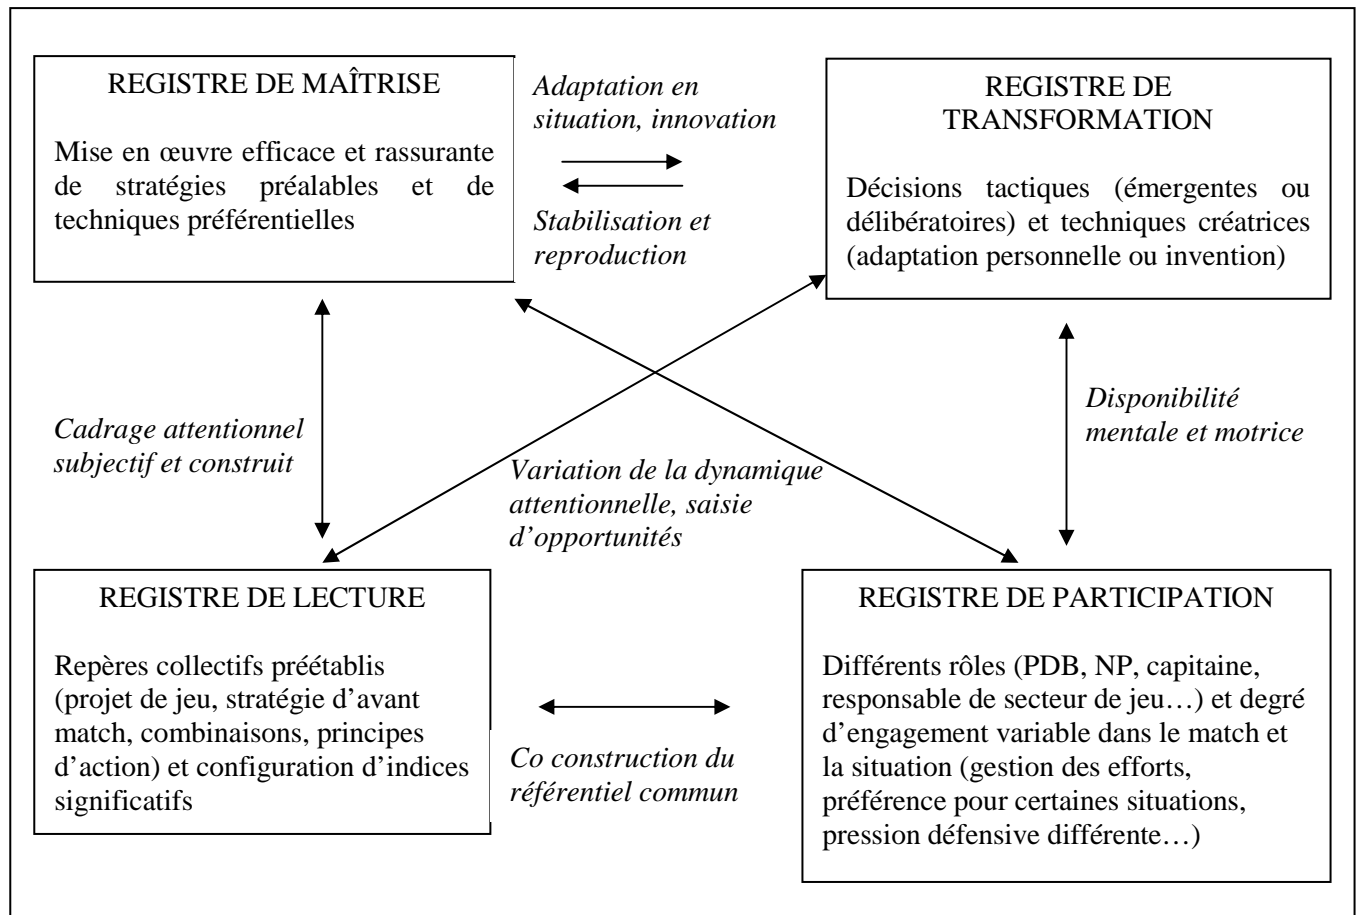 REGISTRE DE MAÎTRISE
Mise en œuvre efficace et rassurante
de stratégies préalables et de
techniques préférentielles
Adaptation en
situation, innovation
Stabilisation et
reproduction
REGISTRE DE
TRANSFORMATION
Décisions tactiques (émergentes ou
délibératoires) et techniques créatrices
(adaptation personnelle ou invention)
Cadrage attentionnel
subjectif et construit
Variation de la dynamique
attentionnelle, saisie
d’opportunités
Disponibilité
mentale et motrice
REGISTRE DE LECTURE
Repères collectifs préétablis
(projet de jeu, stratégie d’avant
match, combinaisons, principes
d’action) et configuration d’indices
significatifs
Co construction du
référentiel commun
REGISTRE DE PARTICIPATION
Différents rôles (PDB, NP, capitaine,
responsable de secteur de jeu…) et degré
d’engagement variable dans le match et
la situation (gestion des efforts,
préférence pour certaines situations,
pression défensive différente…)